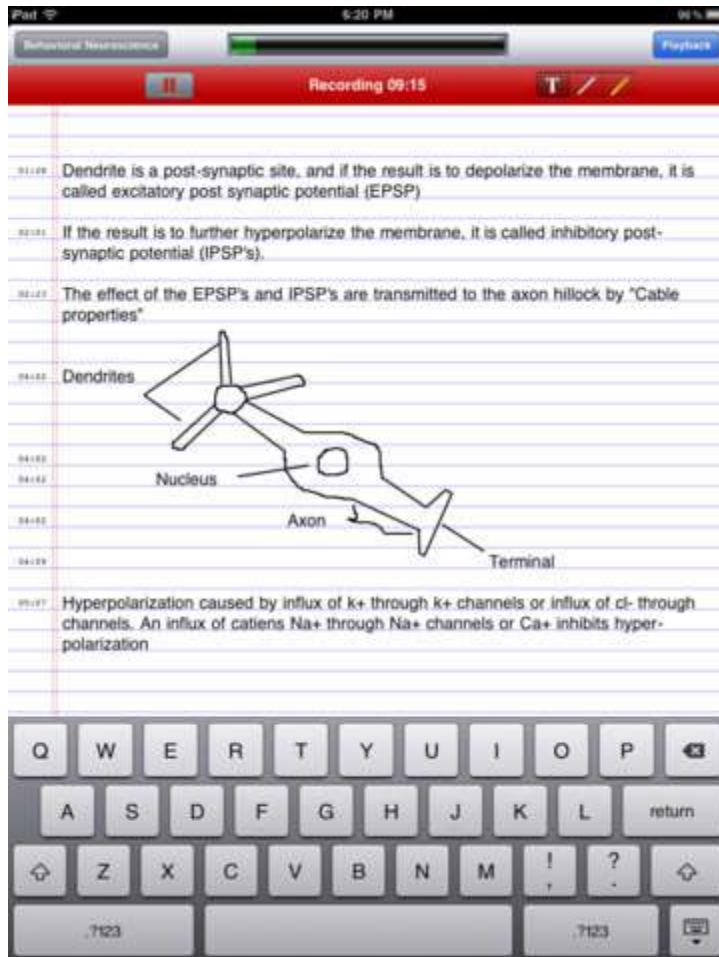 iPad 6:20 PM
Behavioral Neuroscience
Playback
Recording 09:15
T
Dendrite is a post-synaptic site, and if the result is to depolarize the membrane, it is
called excitatory post synaptic potential (EPSP)
If the result is to further hyperpolarize the membrane, it is called inhibitory post-
synaptic potential (IPSP's).
The effect of the EPSP's and IPSP's are transmitted to the axon hillock by "Cable
properties"
Dendrites
Nucleus
Axon
Terminal
Hyperpolarization caused by influx of k+ through k+ channels or influx of cl- through
channels. An influx of catiens Na+ through Na+ channels or Ca+ inhibits hyper-
polarization
Q W E R T Y U I O P
A S D F G H J K L return
Z X C V B N M ! , ? .
.?123 .?123